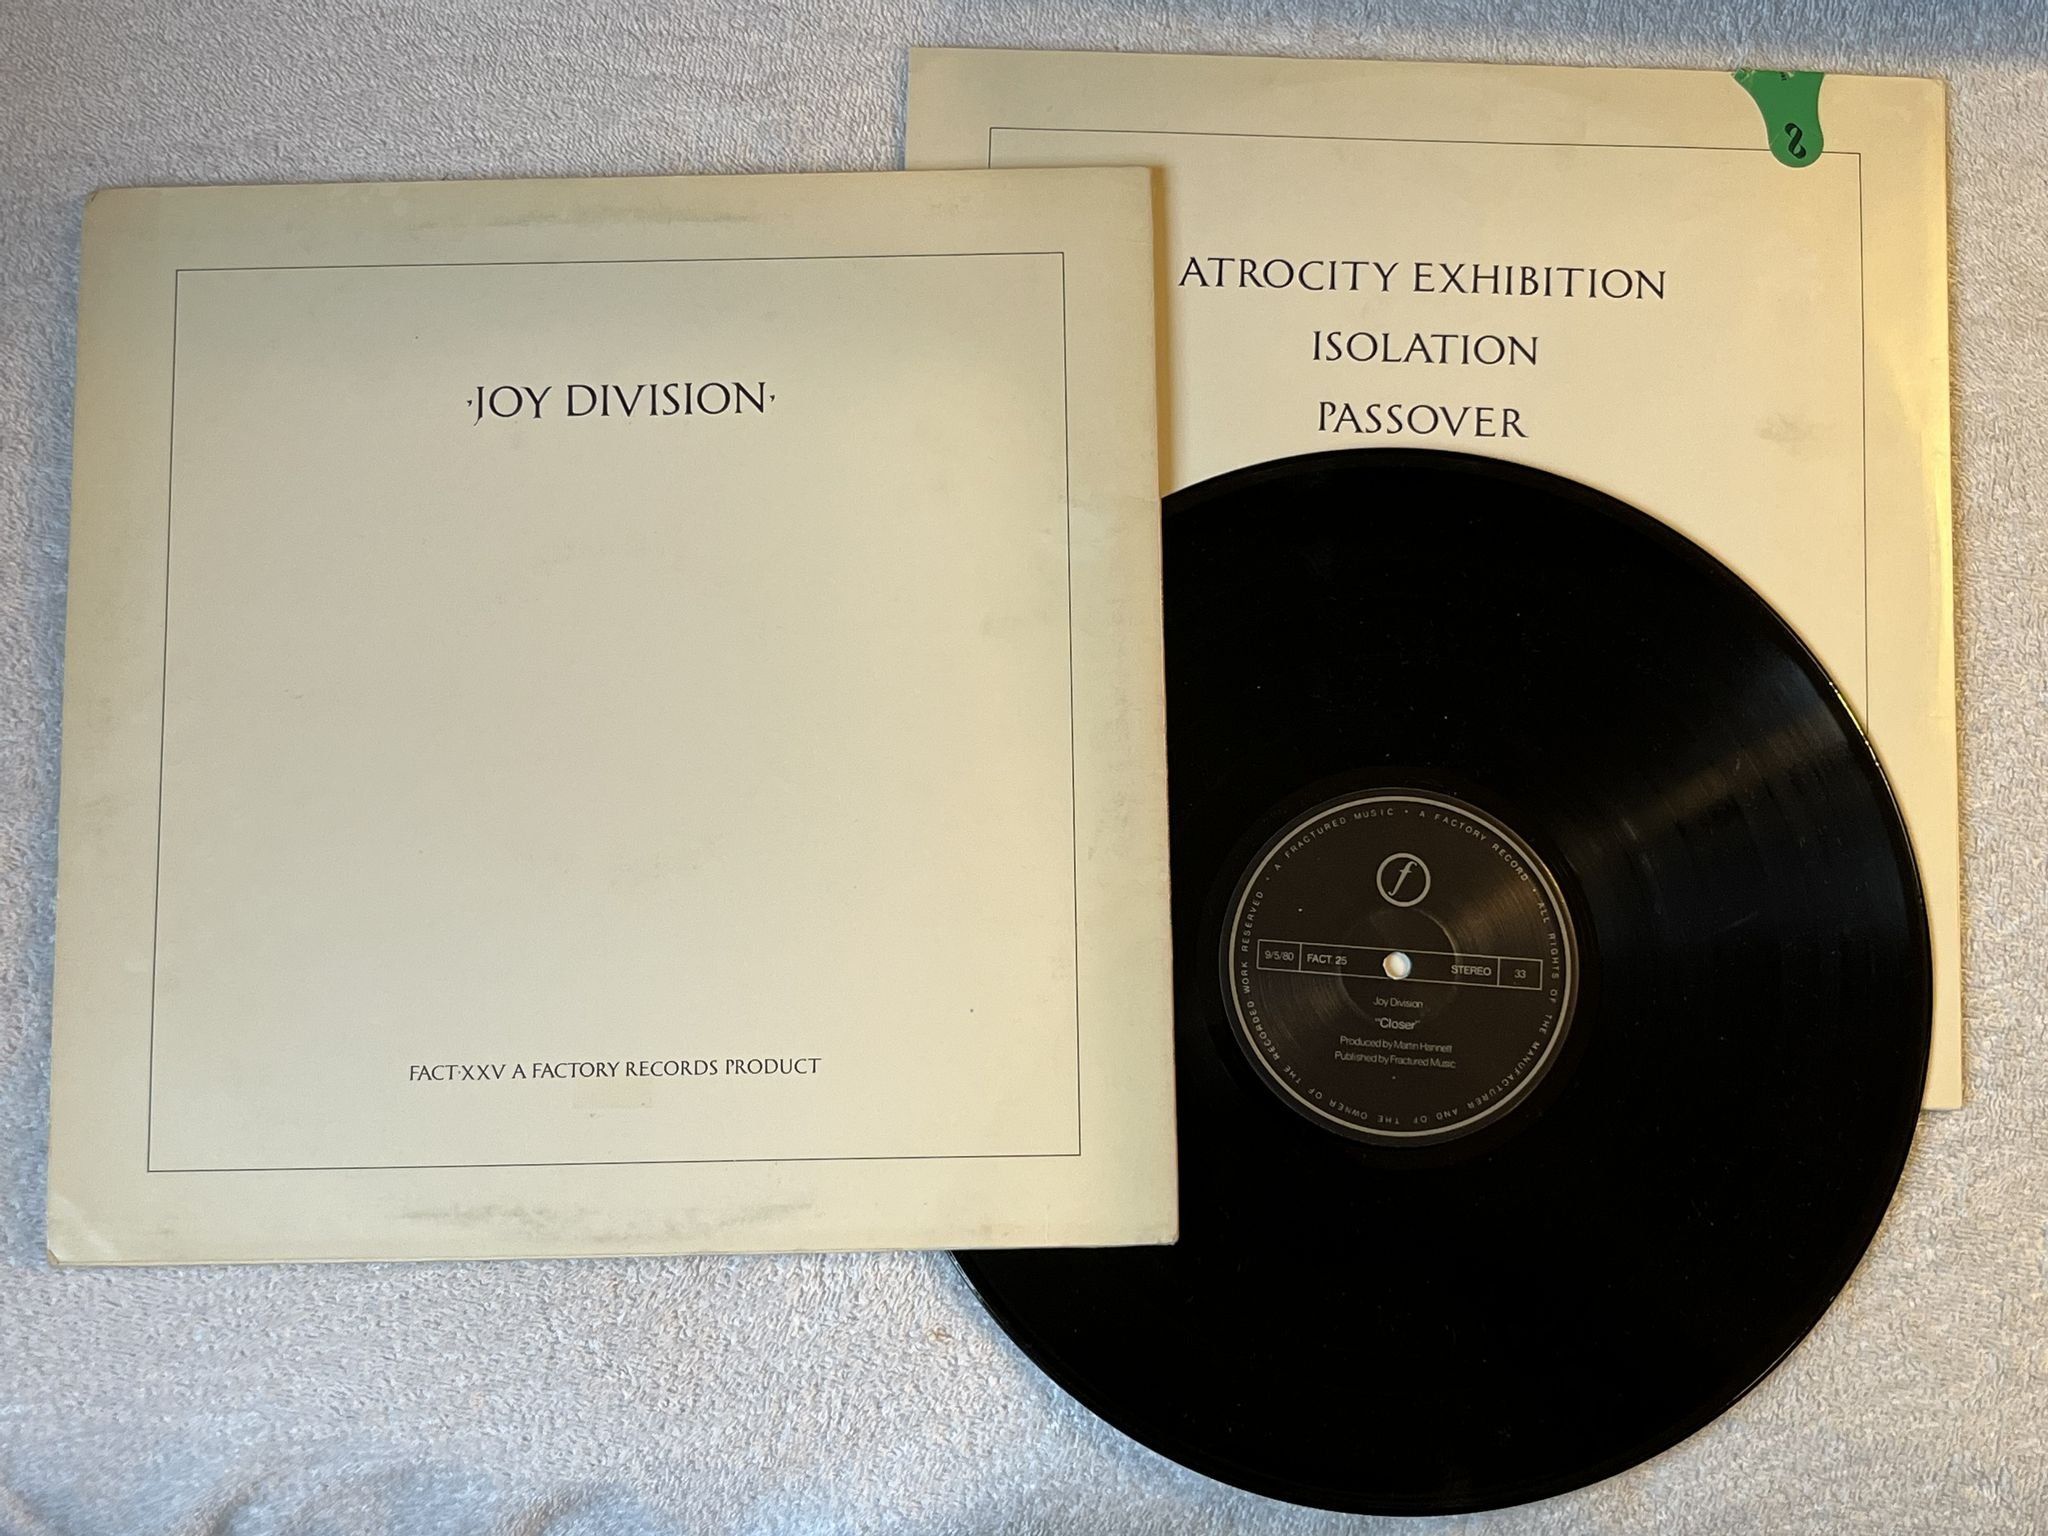 ·JOY DIVISION·
FACT·XXV A FACTORY RECORDS PRODUCT
ATROCITY EXHIBITION
ISOLATION
PASSOVER
A FRACTURED MUSIC · A FACTORY RECORD · ALL RIGHTS OF THE MANUFACTURER AND OF THE OWNER OF THE RECORDED WORK RESERVED ·
f
9/5/80 FACT 25 STEREO 33
Joy Division
"Closer"
Produced by Martin Hannett
Published by Fractured Music